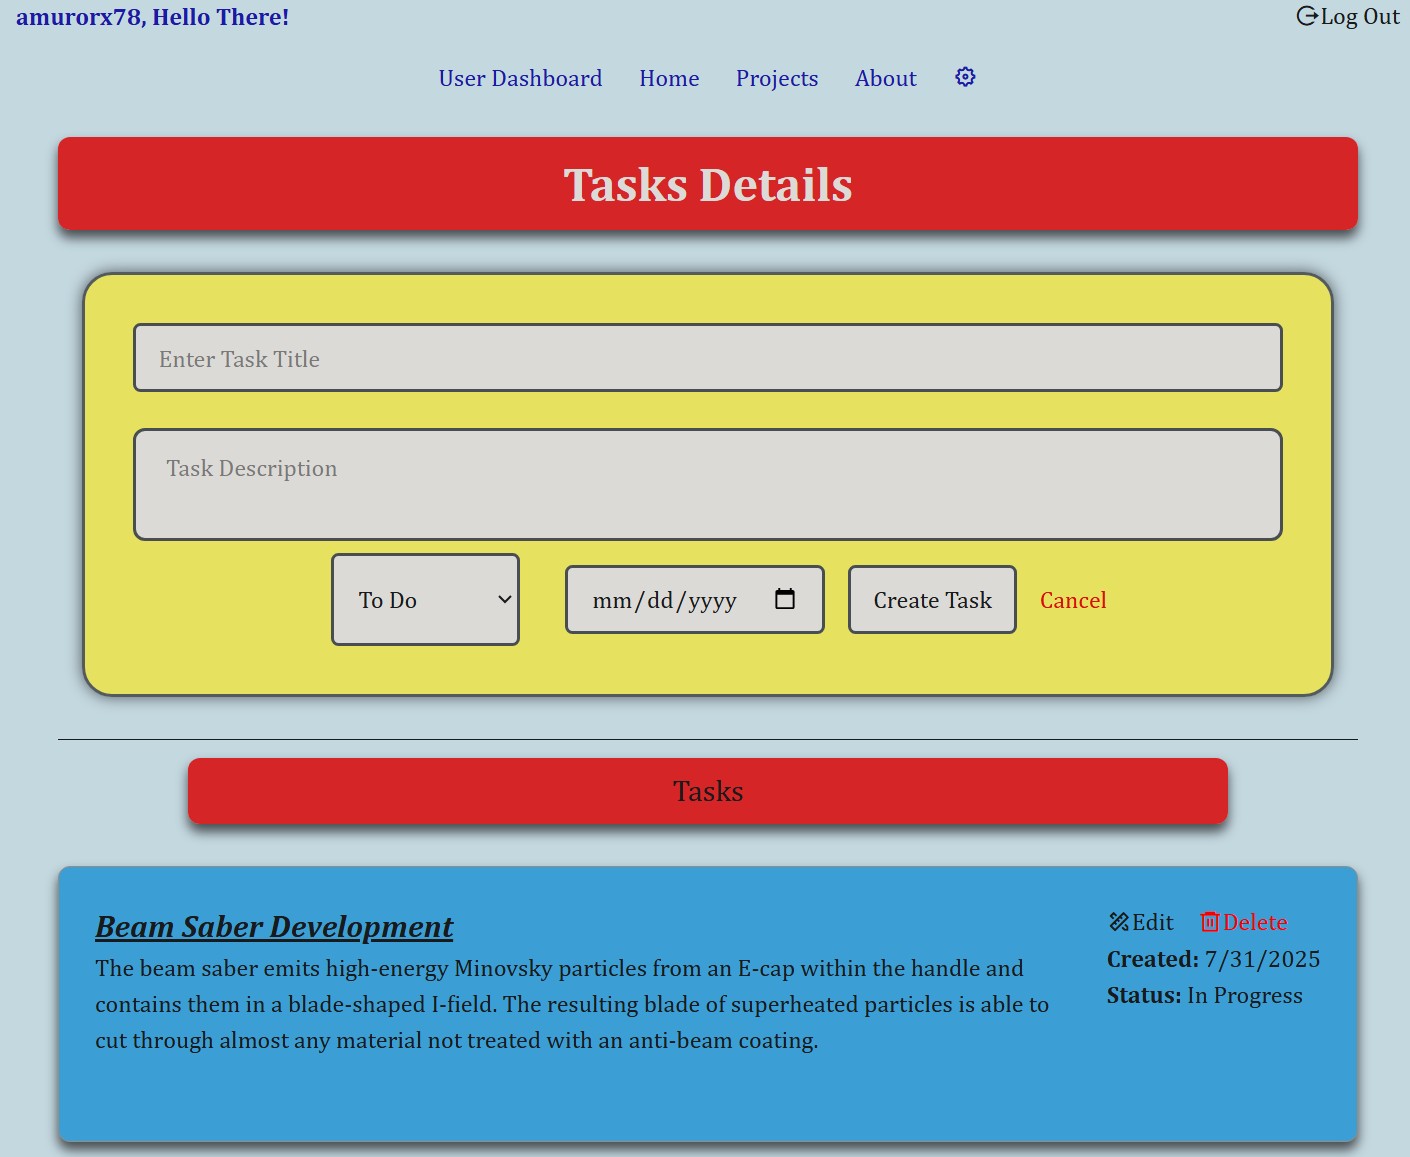 amurorx78, Hello There!
Log Out
User Dashboard Home Projects About
Tasks Details
Enter Task Title
Task Description
To Do mm/dd/yyyy Create Task Cancel
Tasks
Beam Saber Development
The beam saber emits high-energy Minovsky particles from an E-cap within the handle and
contains them in a blade-shaped I-field. The resulting blade of superheated particles is able to
cut through almost any material not treated with an anti-beam coating.
Edit Delete
Created: 7/31/2025
Status: In Progress